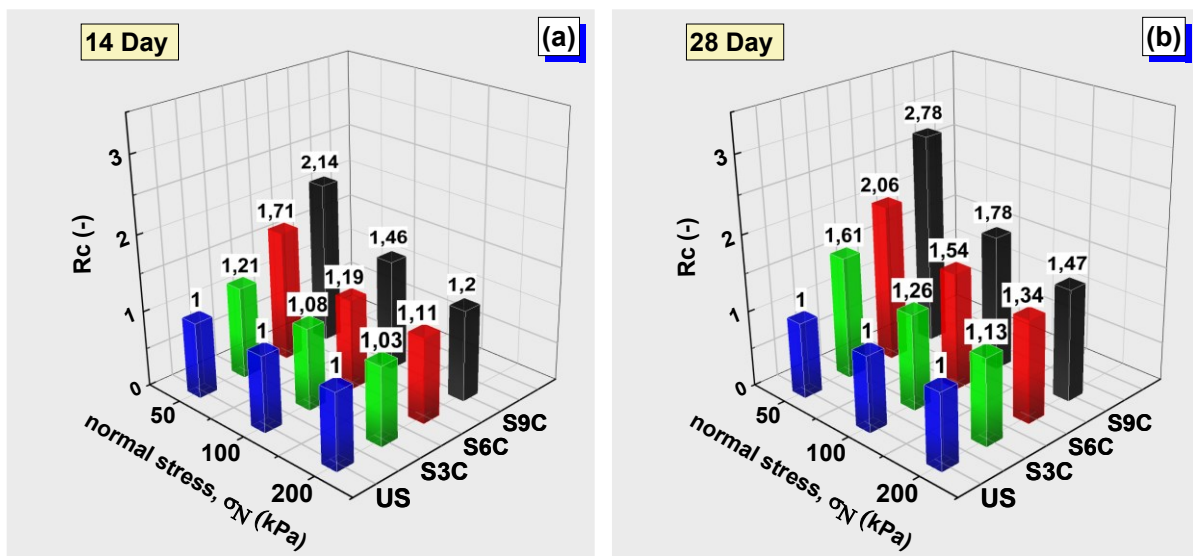 14 Day
(a)
Rc (-)
3
2
1
0
2,14
1,71
1,46
1,21
1,19
1,2
1
1,08
1,11
1
1,03
1
50
100
200
normal stress, σN (kPa)
US
S3C
S6C
S9C
28 Day
(b)
Rc (-)
3
2
1
0
2,78
2,06
1,78
1,61
1,54
1,47
1
1,26
1,34
1
1,13
1
50
100
200
normal stress, σN (kPa)
US
S3C
S6C
S9C